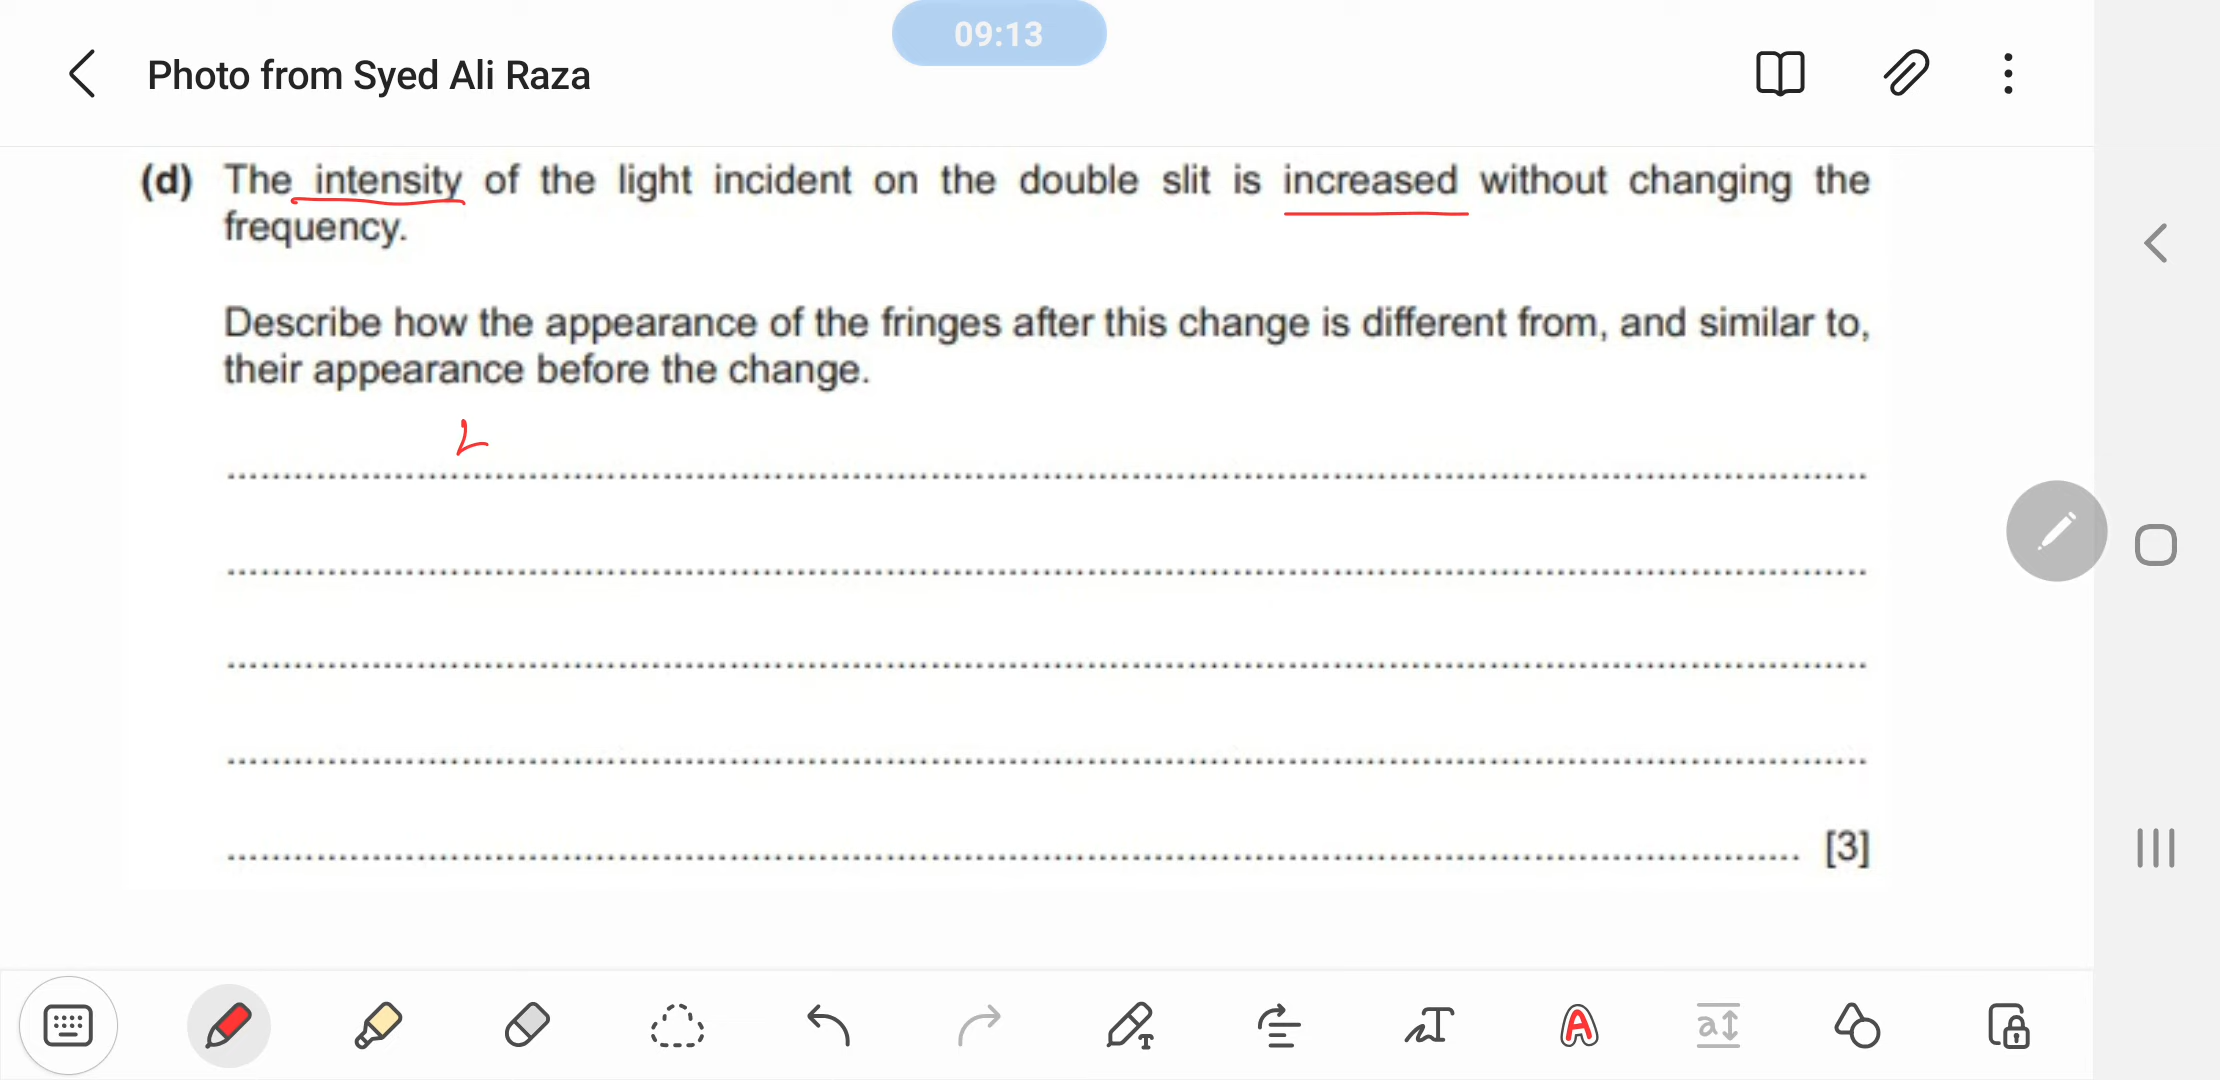 09:13
Photo from Syed Ali Raza
(d) The intensity of the light incident on the double slit is increased without changing the
frequency.
Describe how the appearance of the fringes after this change is different from, and similar to,
their appearance before the change.
[3]